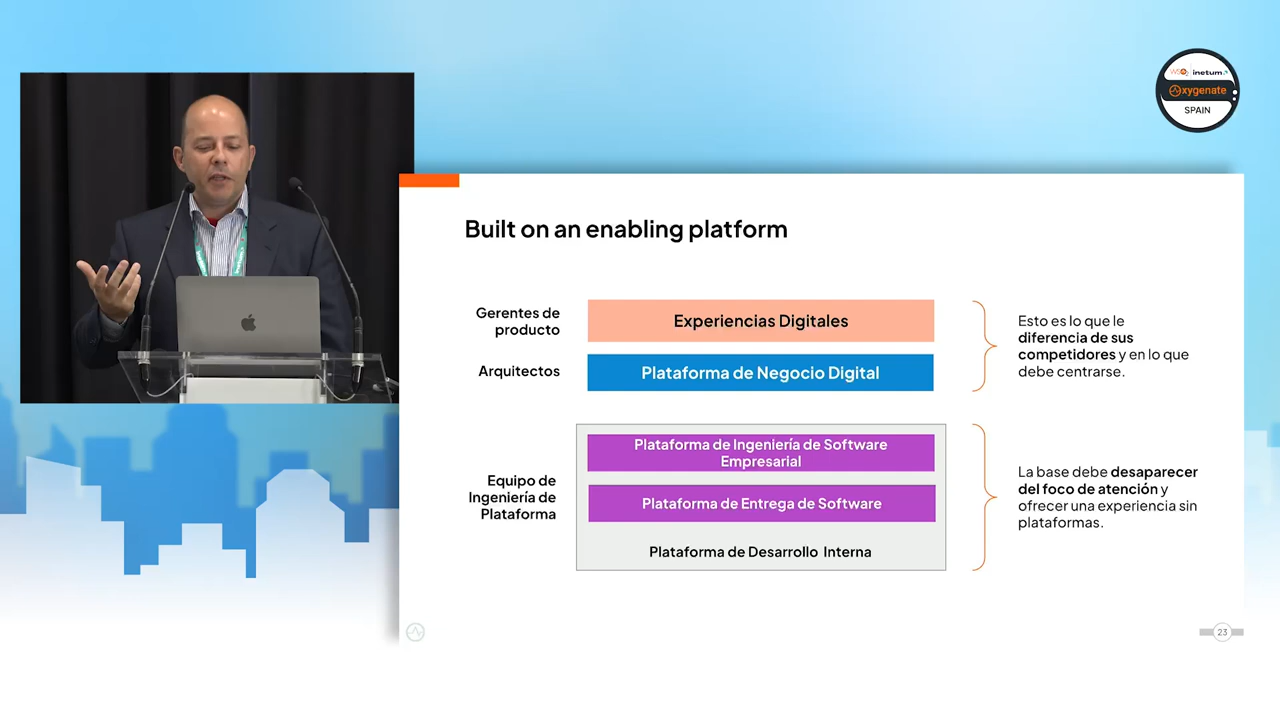 WSO2 inetum.
Oxygenate
SPAIN
Built on an enabling platform
Gerentes de
producto
Experiencias Digitales
Arquitectos
Plataforma de Negocio Digital
Esto es lo que le
diferencia de sus
competidores y en lo que
debe centrarse.
Equipo de
Ingeniería de
Plataforma
Plataforma de Ingeniería de Software
Empresarial
Plataforma de Entrega de Software
Plataforma de Desarrollo Interna
La base debe desaparecer
del foco de atención y
ofrecer una experiencia sin
plataformas.
23